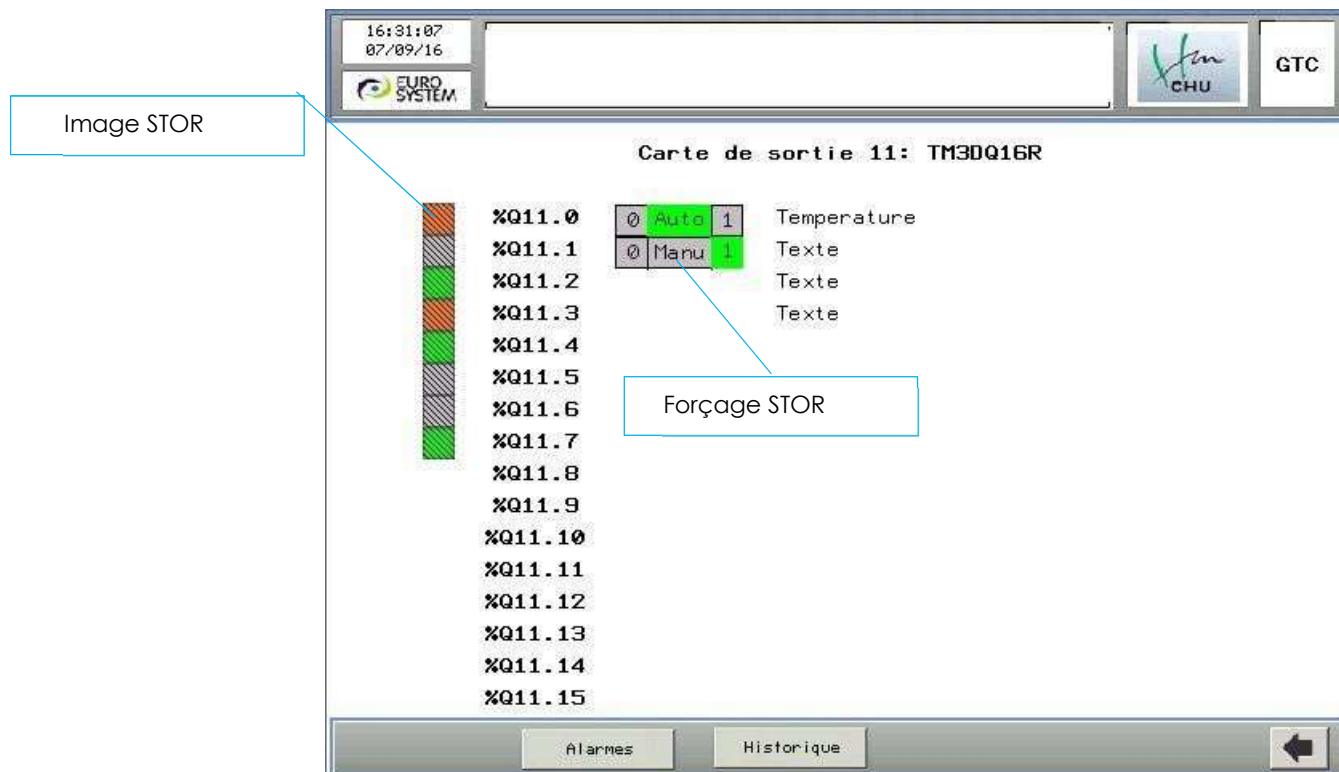 16:31:07
07/09/16
EURO
SYSTEM
CHU
GTC
Image STOR
Carte de sortie 11: TM3DQ16R
%Q11.0 0 Auto 1 Temperature
%Q11.1 0 Manu 1 Texte
%Q11.2 Texte
%Q11.3 Texte
%Q11.4
%Q11.5
%Q11.6
Forçage STOR
%Q11.7
%Q11.8
%Q11.9
%Q11.10
%Q11.11
%Q11.12
%Q11.13
%Q11.14
%Q11.15
Alarmes Historique